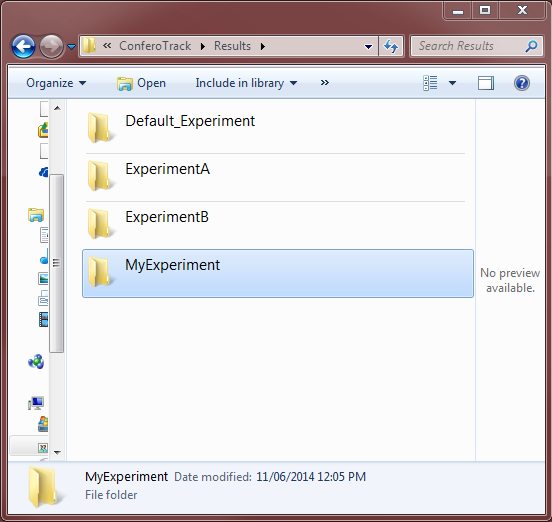 « ConferoTrack ▸ Results ▸ Search Results
Organize Open Include in library »
Default_Experiment
ExperimentA
ExperimentB
MyExperiment
No preview
available.
MyExperiment Date modified: 11/06/2014 12:05 PM
File folder